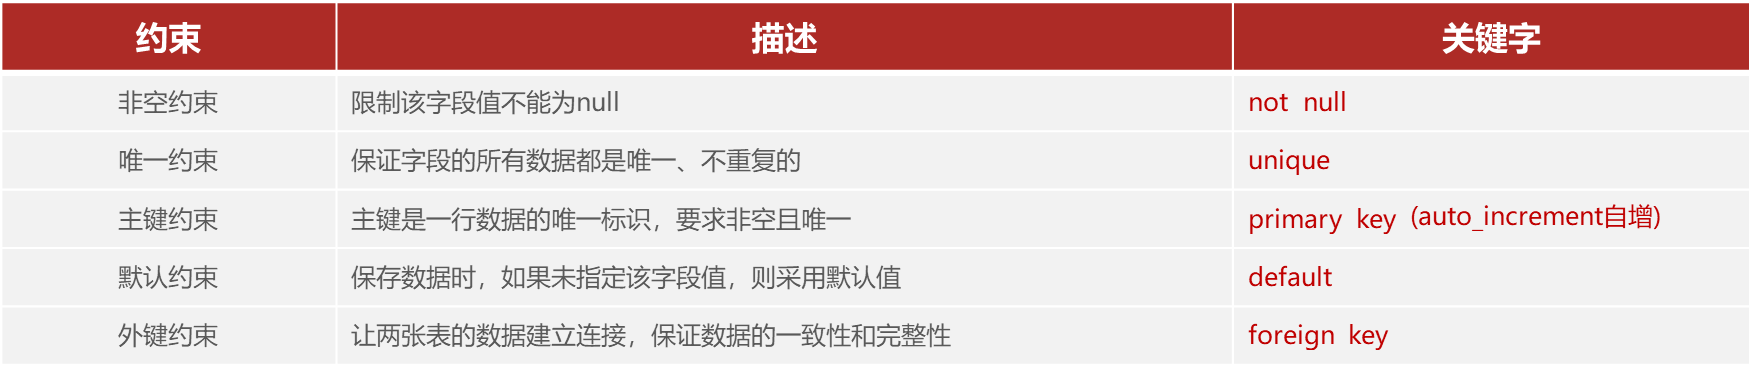 约束 描述 关键字
非空约束 限制该字段值不能为null not null
唯一约束 保证字段的所有数据都是唯一、不重复的 unique
主键约束 主键是一行数据的唯一标识，要求非空且唯一 primary key (auto_increment自增)
默认约束 保存数据时，如果未指定该字段值，则采用默认值 default
外键约束 让两张表的数据建立连接，保证数据的一致性和完整性 foreign key